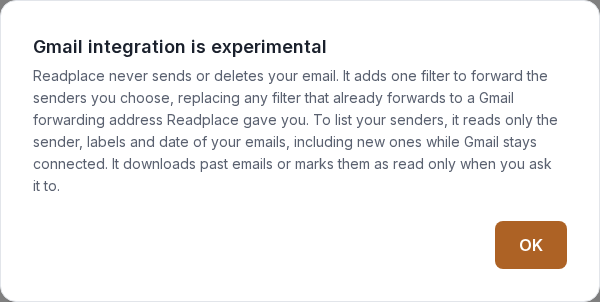 Gmail integration is experimental
Readplace never sends or deletes your email. It adds one filter to forward the
senders you choose, replacing any filter that already forwards to a Gmail
forwarding address Readplace gave you. To list your senders, it reads only the
sender, labels and date of your emails, including new ones while Gmail stays
connected. It downloads past emails or marks them as read only when you ask
it to.
OK